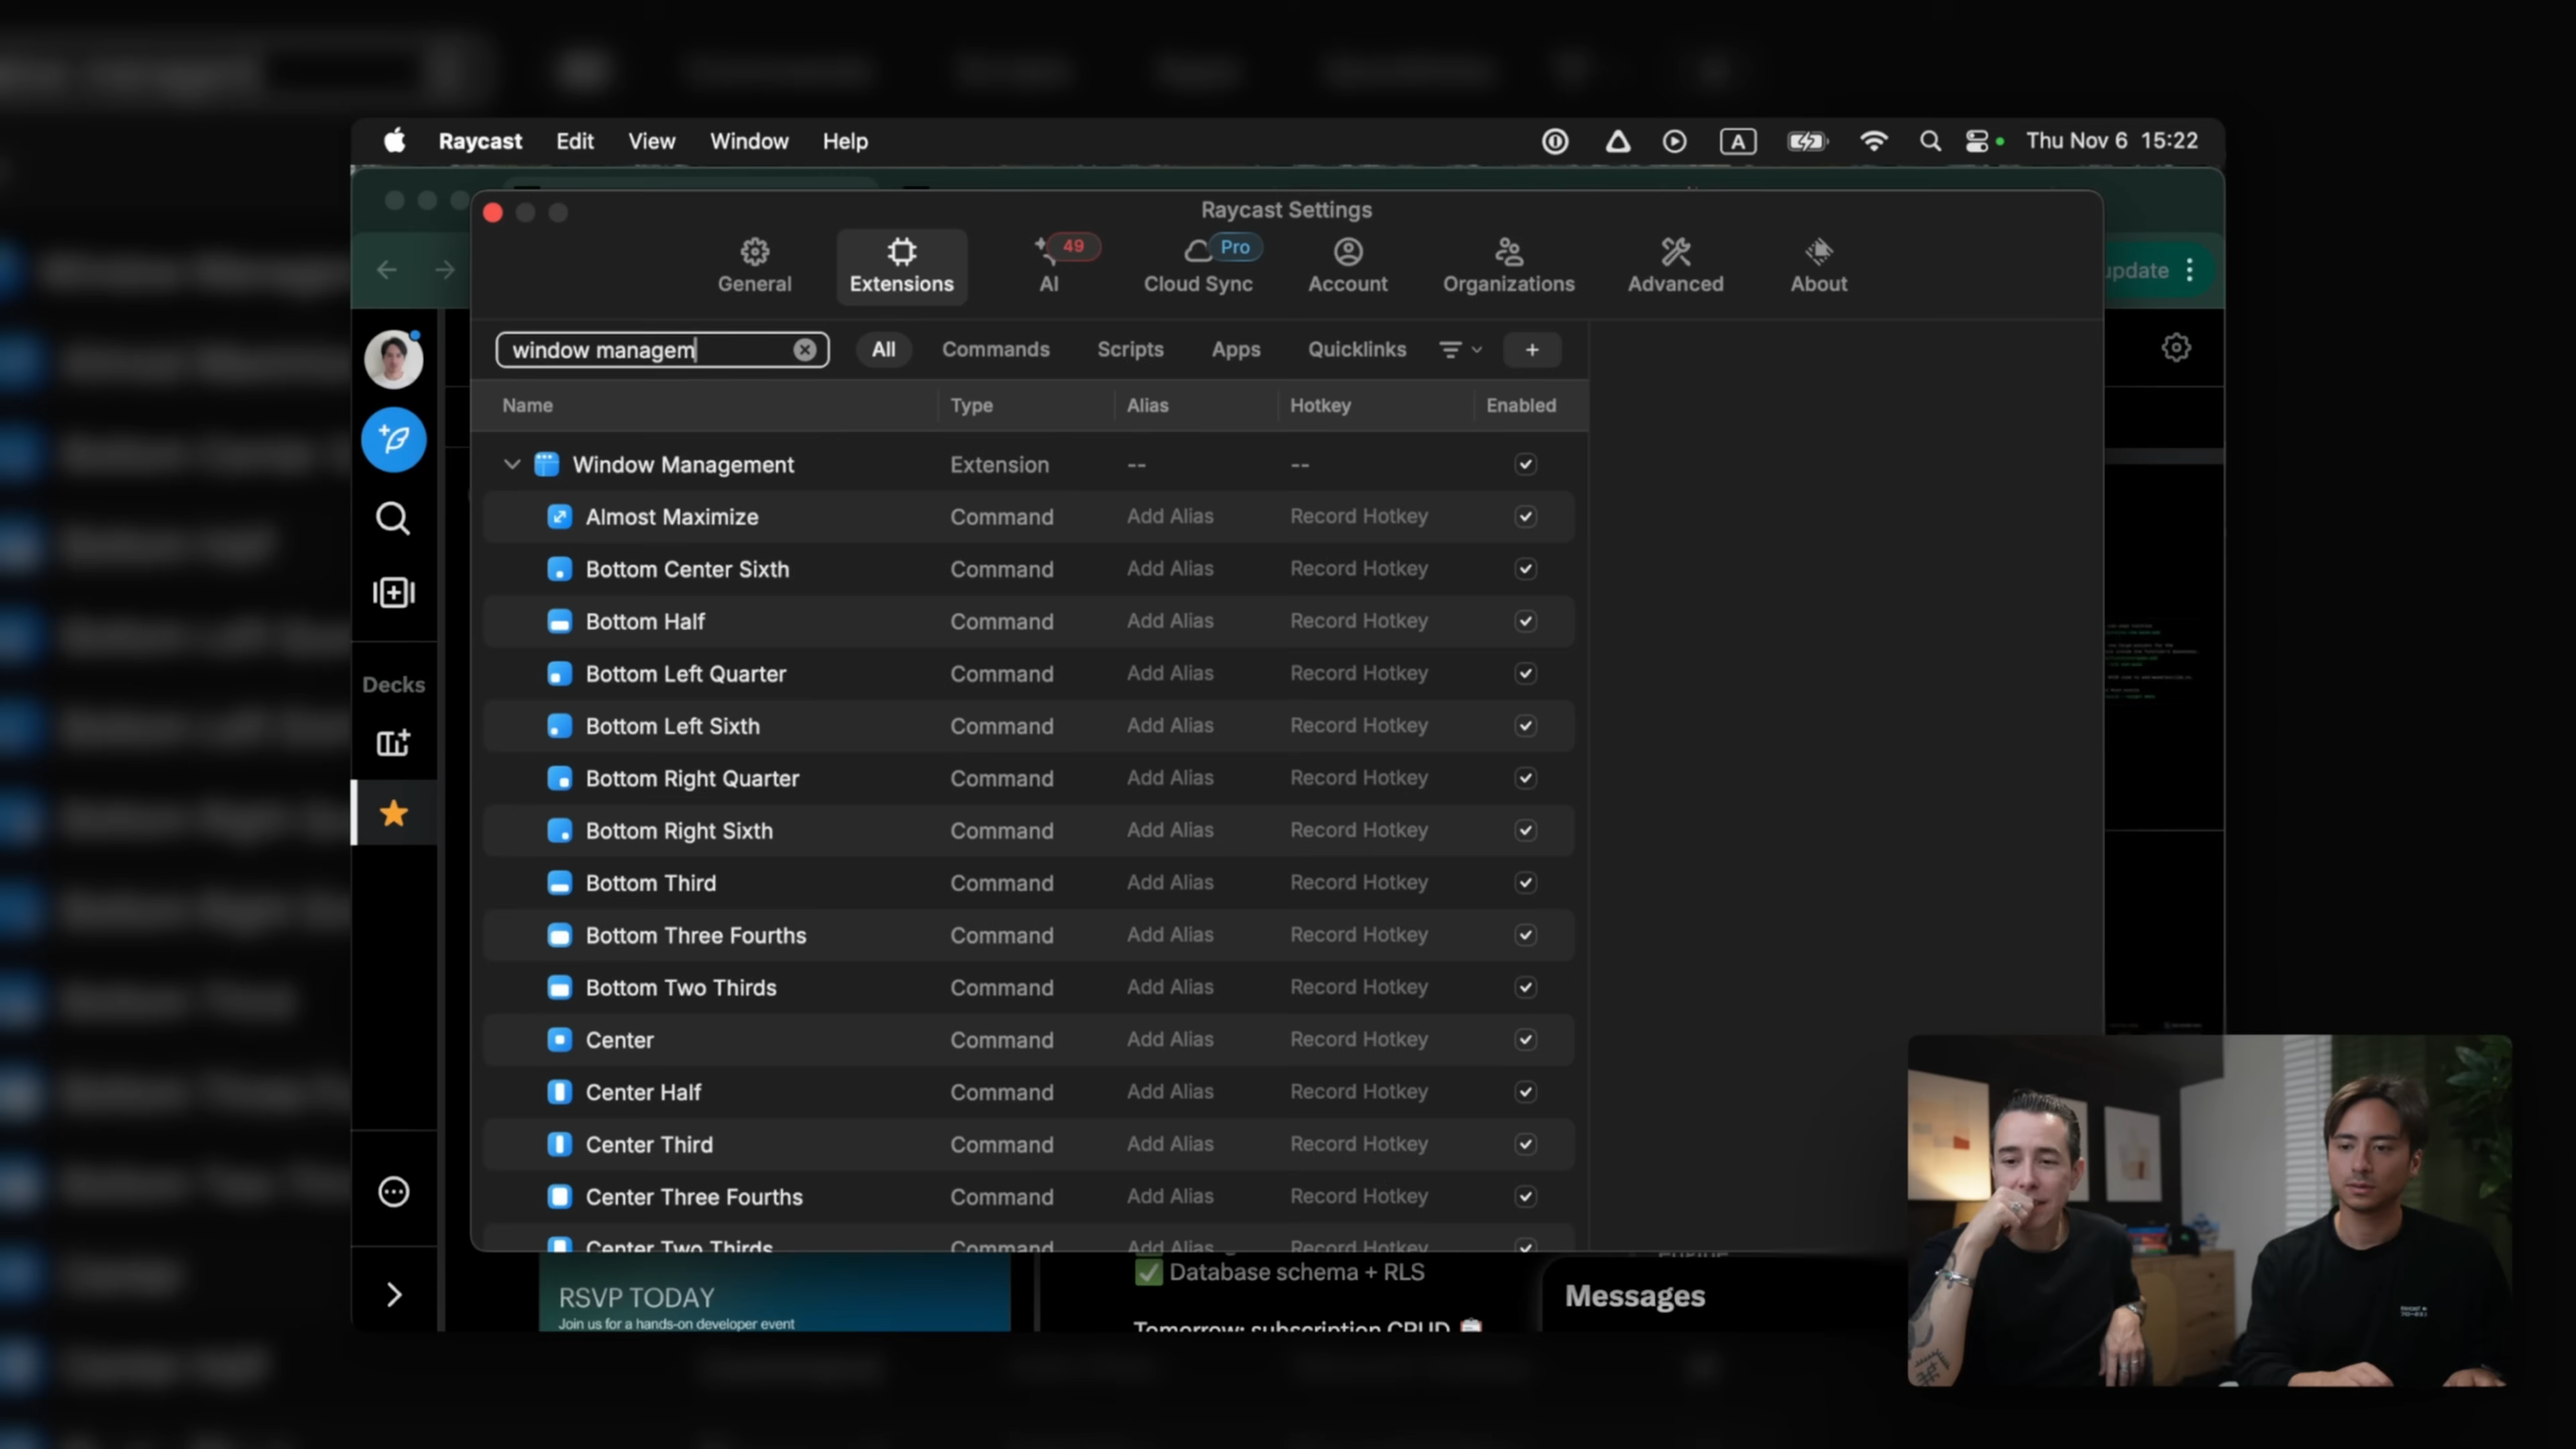 Raycast Edit View Window Help
A Thu Nov 6 15:22
Raycast Settings
General Extensions 49 AI Pro Cloud Sync Account Organizations Advanced About
update
window managem All Commands Scripts Apps Quicklinks +
Name Type Alias Hotkey Enabled
Window Management Extension -- --
Almost Maximize Command Add Alias Record Hotkey
Bottom Center Sixth Command Add Alias Record Hotkey
Bottom Half Command Add Alias Record Hotkey
Bottom Left Quarter Command Add Alias Record Hotkey
Bottom Left Sixth Command Add Alias Record Hotkey
Bottom Right Quarter Command Add Alias Record Hotkey
Bottom Right Sixth Command Add Alias Record Hotkey
Bottom Third Command Add Alias Record Hotkey
Bottom Three Fourths Command Add Alias Record Hotkey
Bottom Two Thirds Command Add Alias Record Hotkey
Center Command Add Alias Record Hotkey
Center Half Command Add Alias Record Hotkey
Center Third Command Add Alias Record Hotkey
Center Three Fourths Command Add Alias Record Hotkey
Center Two Thirds Command Add Alias Record Hotkey
Decks
RSVP TODAY
Join us for a hands-on developer event
Database schema + RLS
Tomorrow: subscription CRUD
Messages